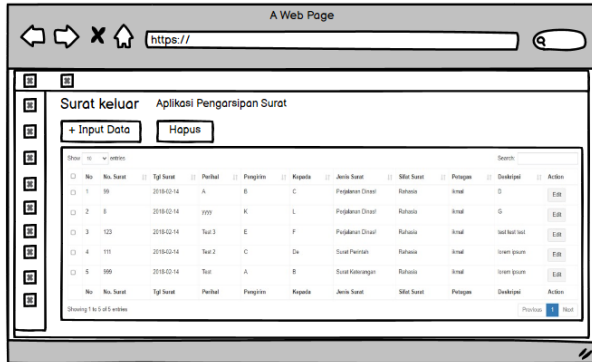 A Web Page
https://
Surat keluar Aplikasi Pengarsipan Surat
+ Input Data Hapus
Show 10 entries Search:
No No. Surat Tgl Surat Perihal Pengirim Kepada Jenis Surat Sifat Surat Petugas Deskripsi Action
1 99 2018-02-14 A B C Perjalanan Dinasl Rahasia ikmal D Edit
2 8 2018-02-14 yyyy K L Perjalanan Dinasl Rahasia ikmal G Edit
3 123 2018-02-14 Test 3 E F Perjalanan Dinasl Rahasia ikmal test test test Edit
4 111 2018-02-14 Test 2 C De Surat Perintah Rahasia ikmal lorem ipsum Edit
5 999 2018-02-14 Test A B Surat Keterangan Rahasia ikmal lorem ipsum Edit
No No. Surat Tgl Surat Perihal Pengirim Kepada Jenis Surat Sifat Surat Petugas Deskripsi Action
Showing 1 to 5 of 5 entries Previous 1 Next